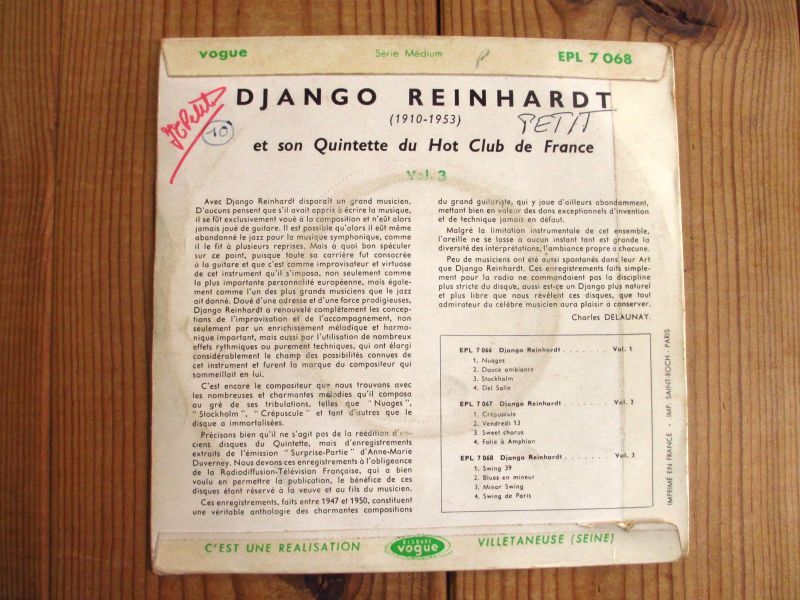 vogue Série Médium P EPL 7 068
DJANGO REINHARDT
JC Petit
10
(1910-1953)
PETIT
et son Quintette du Hot Club de France
Vol. 3
Avec Django Reinhardt disparaît un grand musicien.
D'aucuns pensent que s'il avait appris à écrire la musique,
il se fût exclusivement voué à la composition et n'eût alors
jamais joué de guitare. Il est possible qu'alors il eût même
abandonné le jazz pour la musique symphonique, comme
il le fit à plusieurs reprises. Mais à quoi bon spéculer
sur ce point, puisque toute sa carrière fut consacrée
à la guitare et que c'est comme improvisateur et virtuose
de cet instrument qu'il s'imposa, non seulement comme
la plus importante personnalité européenne, mais égale-
ment comme l'un des plus grands musiciens que le jazz
ait donné. Doué d'une adresse et d'une force prodigieuses,
Django Reinhardt a renouvelé complètement les concep-
tions de l'improvisation et de l'accompagnement, non
seulement par un enrichissement mélodique et harmo-
nique important, mais aussi par l'utilisation de nombreux
effets rythmiques ou purement techniques, qui ont élargi
considérablement le champ des possibilités connues de
cet instrument et furent la marque du compositeur qui
sommeillait en lui.
C'est encore le compositeur que nous trouvons avec
les nombreuses et charmantes mélodies qu'il composa
au gré de ses tribulations, telles que "Nuages",
"Stockholm", "Crépuscule" et tant d'autres que le
disque a immortalisées.
Précisons bien qu'il ne s'agit pas de la réédition d'an-
ciens disques du Quintette, mais d'enregistrements
extraits de l'émission "Surprise-Partie" d'Anne-Marie
Duverney. Nous devons ces enregistrements à l'obligeance
de la Radiodiffusion-Télévision Française, qui a bien
voulu en permettre la publication, le bénéfice de ces
disques étant réservé à la veuve et au fils du musicien.
Ces enregistrements, faits entre 1947 et 1950, constituent
une véritable anthologie des charmantes compositions
du grand guitariste, qui y joue d'ailleurs abondamment,
mettant bien en valeur des dons exceptionnels d'invention
et de technique jamais en défaut.
Malgré la limitation instrumentale de cet ensemble,
l'oreille ne se lasse à aucun instant tant est grande la
diversité des interprétations, l'ambiance propre à chacune.
Peu de musiciens ont été aussi spontanés dans leur Art
que Django Reinhardt. Ces enregistrements faits simple-
ment pour la radio ne commandaient pas la discipline
plus stricte du disque, aussi est-ce un Django plus naturel
et plus libre que nous révèlent ces disques, que tout
admirateur du célèbre musicien aura plaisir à conserver.
Charles DELAUNAY.
EPL 7 066 Django Reinhardt . . . . . . . Vol. 1
1. Nuages
2. Douce ambiance
3. Stockholm
4. Del Salle
EPL 7 067 Django Reinhardt . . . . . . . Vol. 2
1. Crépuscule
2. Vendredi 13
3. Sweet chorus
4. Folie à Amphion
EPL 7 068 Django Reinhardt . . . . . . . Vol. 3
1. Swing 39
2. Blues en mineur
3. Minor Swing
4. Swing de Paris
IMPRIMÉ EN FRANCE - IMP. SAINT-ROCH - PARIS
C'EST UNE REALISATION DISQUES vogue VILLETANEUSE (SEINE)